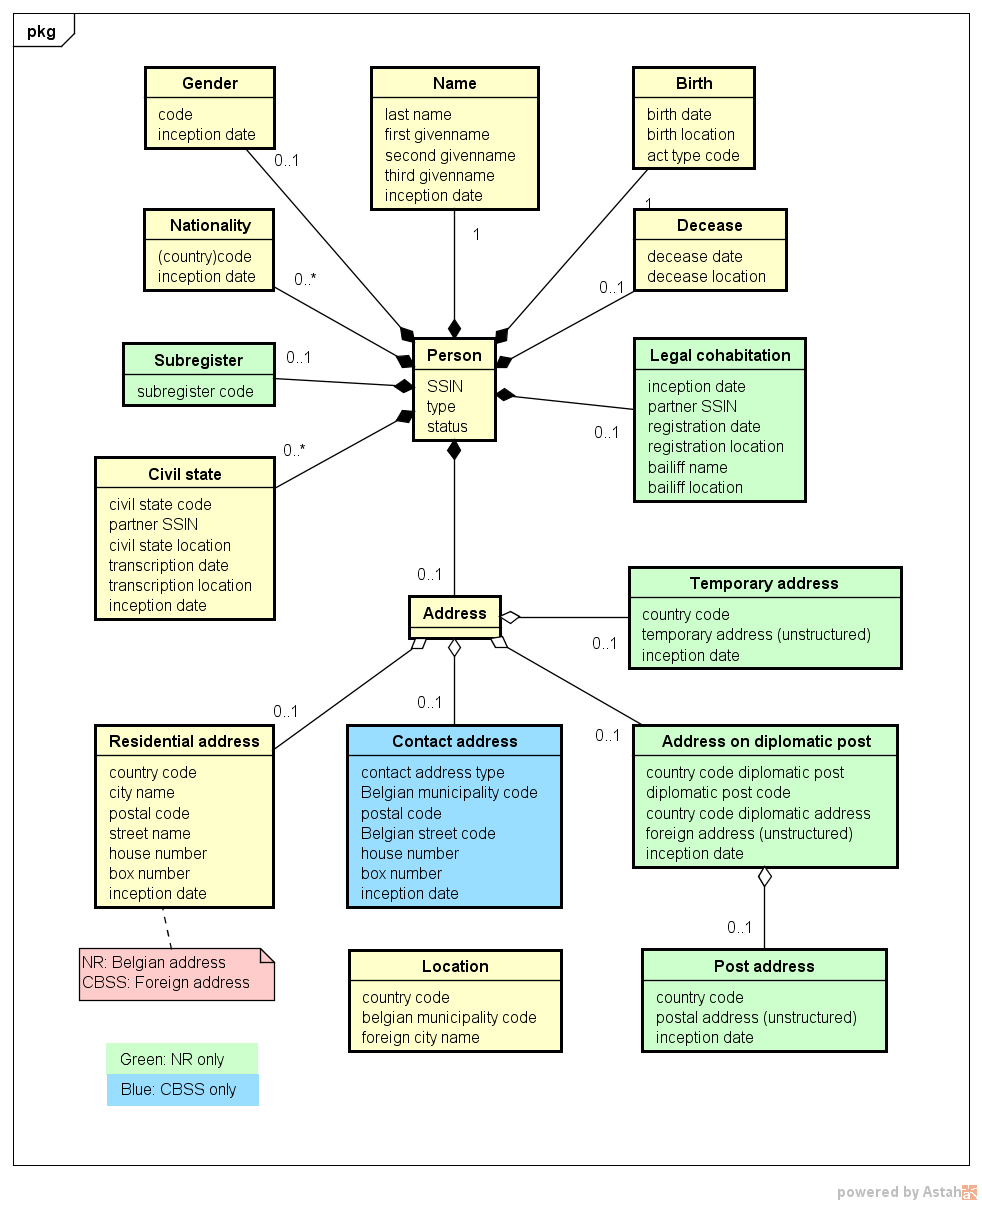 pkg
Gender
code
inception date
0..1
Name
last name
first givenname
second givenname
third givenname
inception date
1
Birth
birth date
birth location
act type code
1
Nationality
(country)code
inception date
0..*
Decease
decease date
decease location
0..1
Subregister
subregister code
0..1
Person
SSIN
type
status
Legal cohabitation
inception date
partner SSIN
registration date
registration location
bailiff name
bailiff location
0..1
Civil state
civil state code
partner SSIN
civil state location
transcription date
transcription location
inception date
0..*
0..1
Address
Temporary address
country code
temporary address (unstructured)
inception date
0..1
Residential address
country code
city name
postal code
street name
house number
box number
inception date
0..1
Contact address
contact address type
Belgian municipality code
postal code
Belgian street code
house number
box number
inception date
0..1
Address on diplomatic post
country code diplomatic post
diplomatic post code
country code diplomatic address
foreign address (unstructured)
inception date
0..1
NR: Belgian address
CBSS: Foreign address
Location
country code
belgian municipality code
foreign city name
0..1
Post address
country code
postal address (unstructured)
inception date
Green: NR only
Blue: CBSS only
powered by Astah